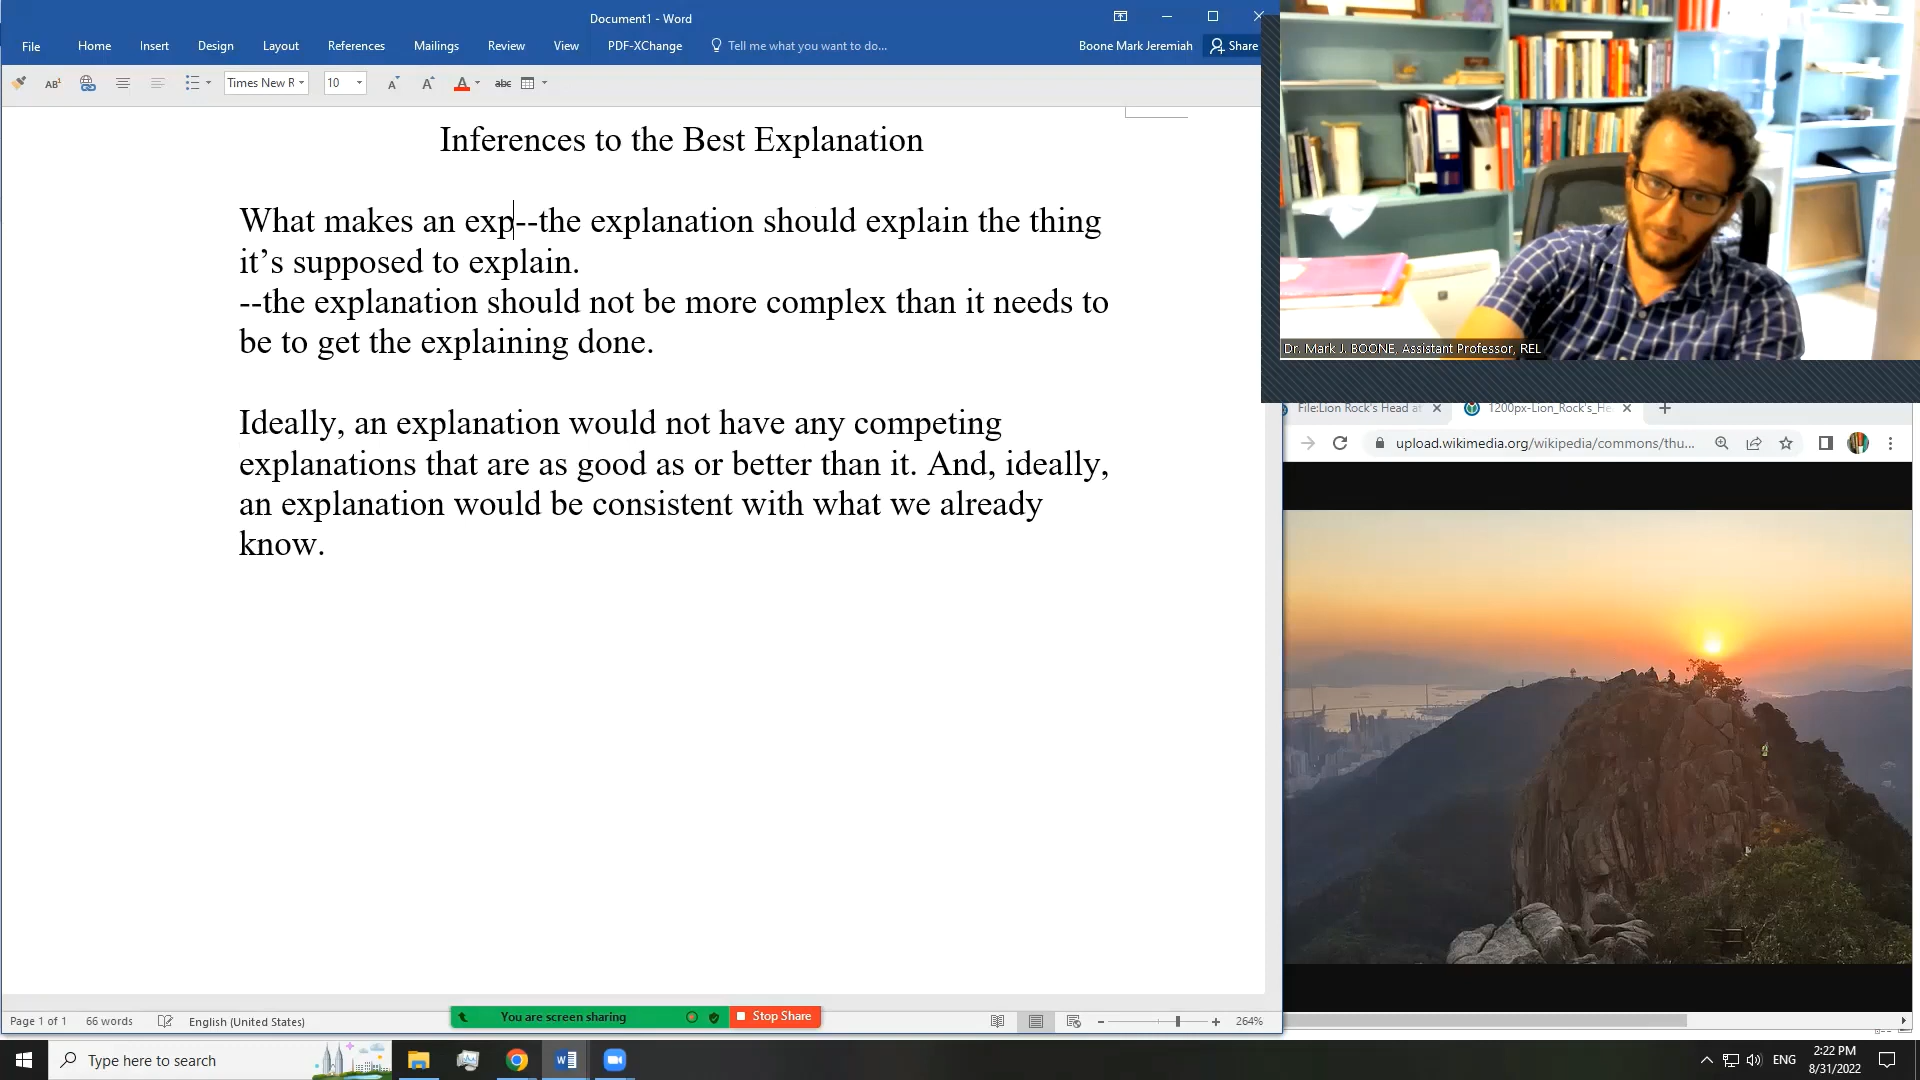 Document1 - Word
File Home Insert Design Layout References Mailings Review View PDF-XChange Tell me what you want to do... Boone Mark Jeremiah Share
AB¹ Times New R 10 A A A abc
Inferences to the Best Explanation
What makes an exp--the explanation should explain the thing
it’s supposed to explain.
--the explanation should not be more complex than it needs to
be to get the explaining done.
Ideally, an explanation would not have any competing
explanations that are as good as or better than it. And, ideally,
an explanation would be consistent with what we already
know.
Dr. Mark J. BOONE, Assistant Professor, REL
File:Lion Rock's Head at 1200px-Lion_Rock's_He
upload.wikimedia.org/wikipedia/commons/thu...
Page 1 of 1 66 words English (United States) You are screen sharing Stop Share 264%
Type here to search ENG 2:22 PM
8/31/2022